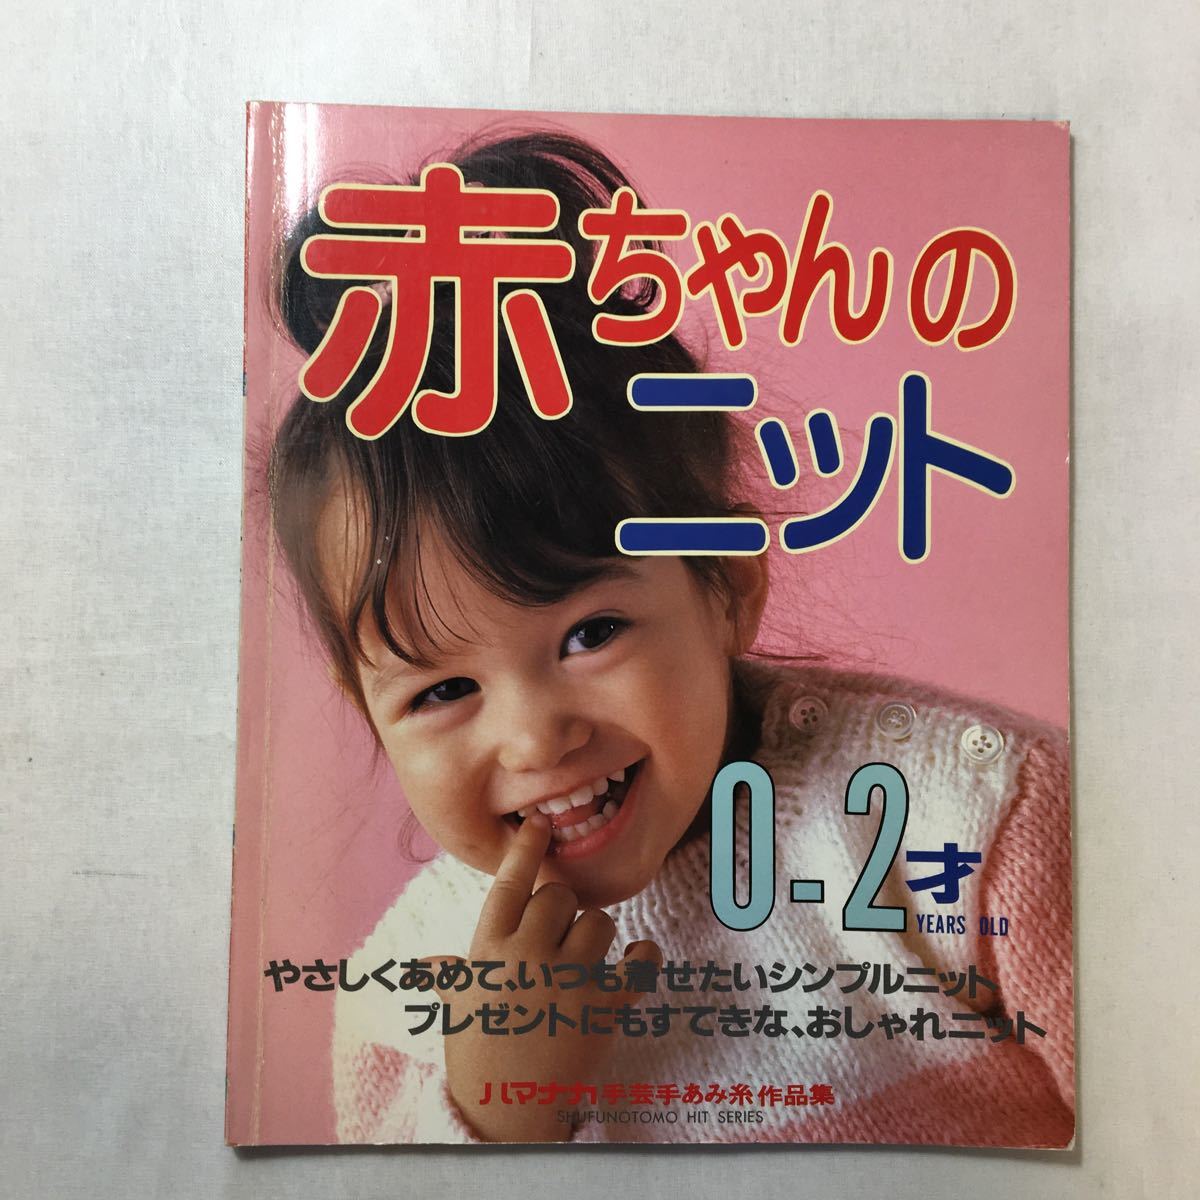 赤ちゃんの
ニット
0-2才
YEARS OLD
やさしくあめて、いつも着せたいシンプルニット
プレゼントにもすてきな、おしゃれニット
ハマナカ手芸手あみ糸作品集
SHUFUNOTOMO HIT SERIES